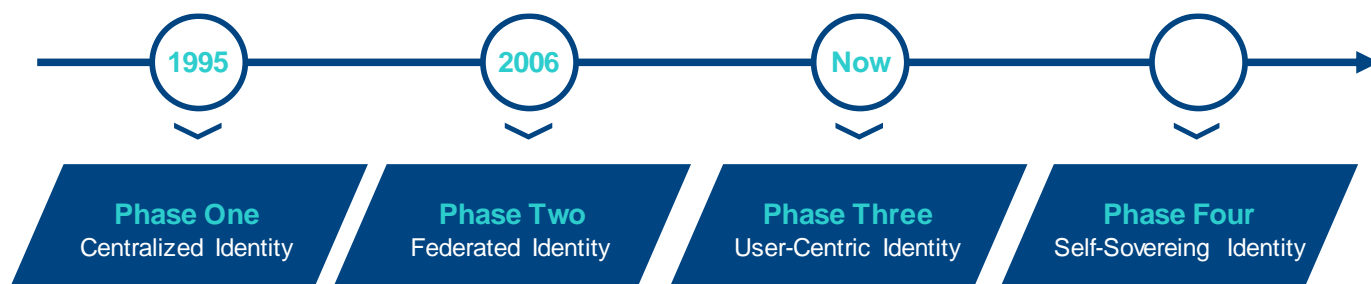 1995
2006
Now
Phase One
Centralized Identity
Phase Two
Federated Identity
Phase Three
User-Centric Identity
Phase Four
Self-Sovereing Identity